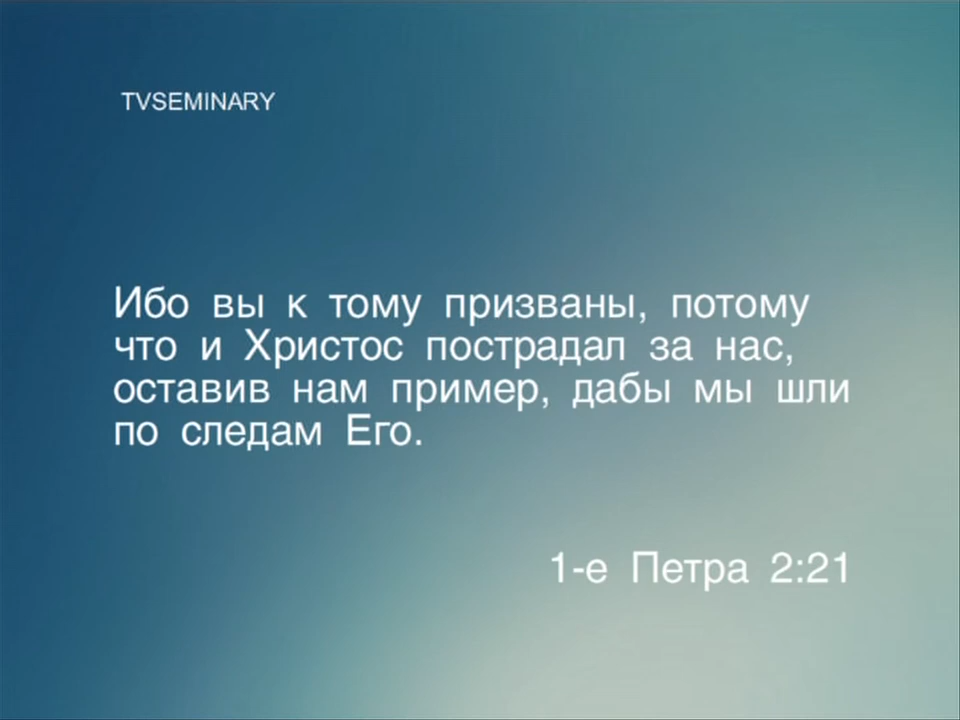 TVSEMINARY
Ибо вы к тому призваны, потому
что и Христос пострадал за нас,
оставив нам пример, дабы мы шли
по следам Его.
1-е Петра 2:21